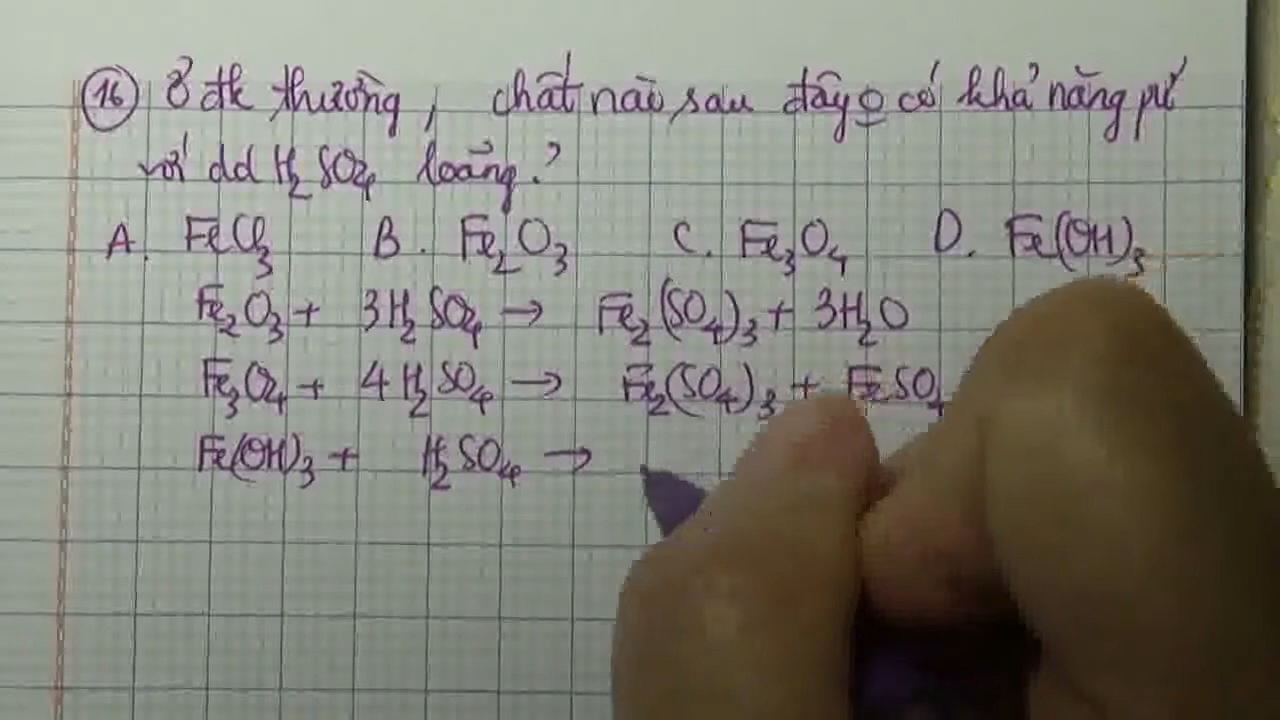 16 Ở đk thường, chất nào sau đây o có khả năng pứ
với dd H₂SO₄ loãng?
A. FeCl₃ B. Fe₂O₃ C. Fe₃O₄ D. Fe(OH)₃
Fe₂O₃ + 3H₂SO₄ → Fe₂(SO₄)₃ + 3H₂O
Fe₃O₄ + 4H₂SO₄ → Fe₂(SO₄)₃ + FeSO₄
Fe(OH)₃ + H₂SO₄ →